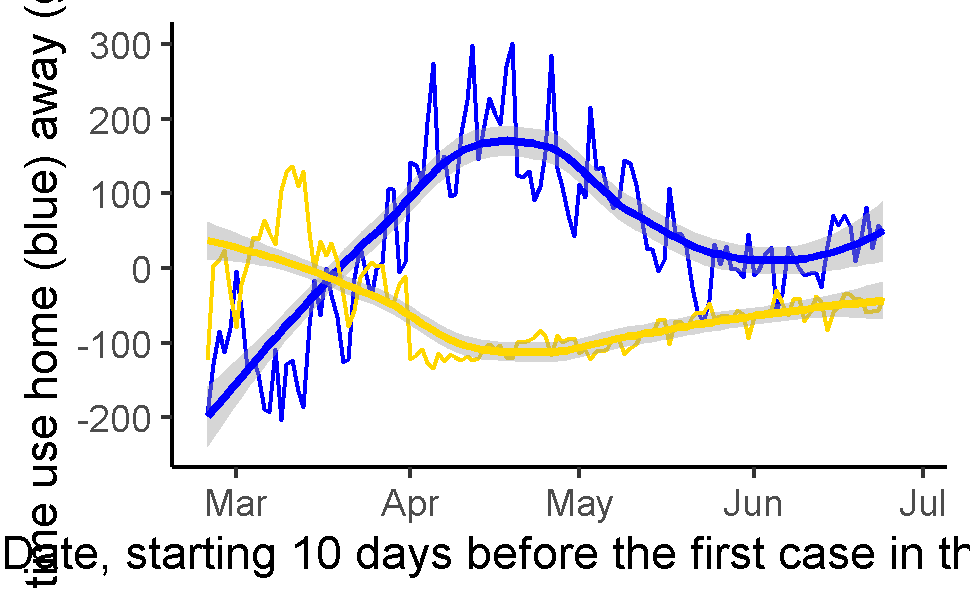 time use home (blue) away (
300
200
100
0
-100
-200
Mar Apr May Jun Jul
Date, starting 10 days before the first case in th